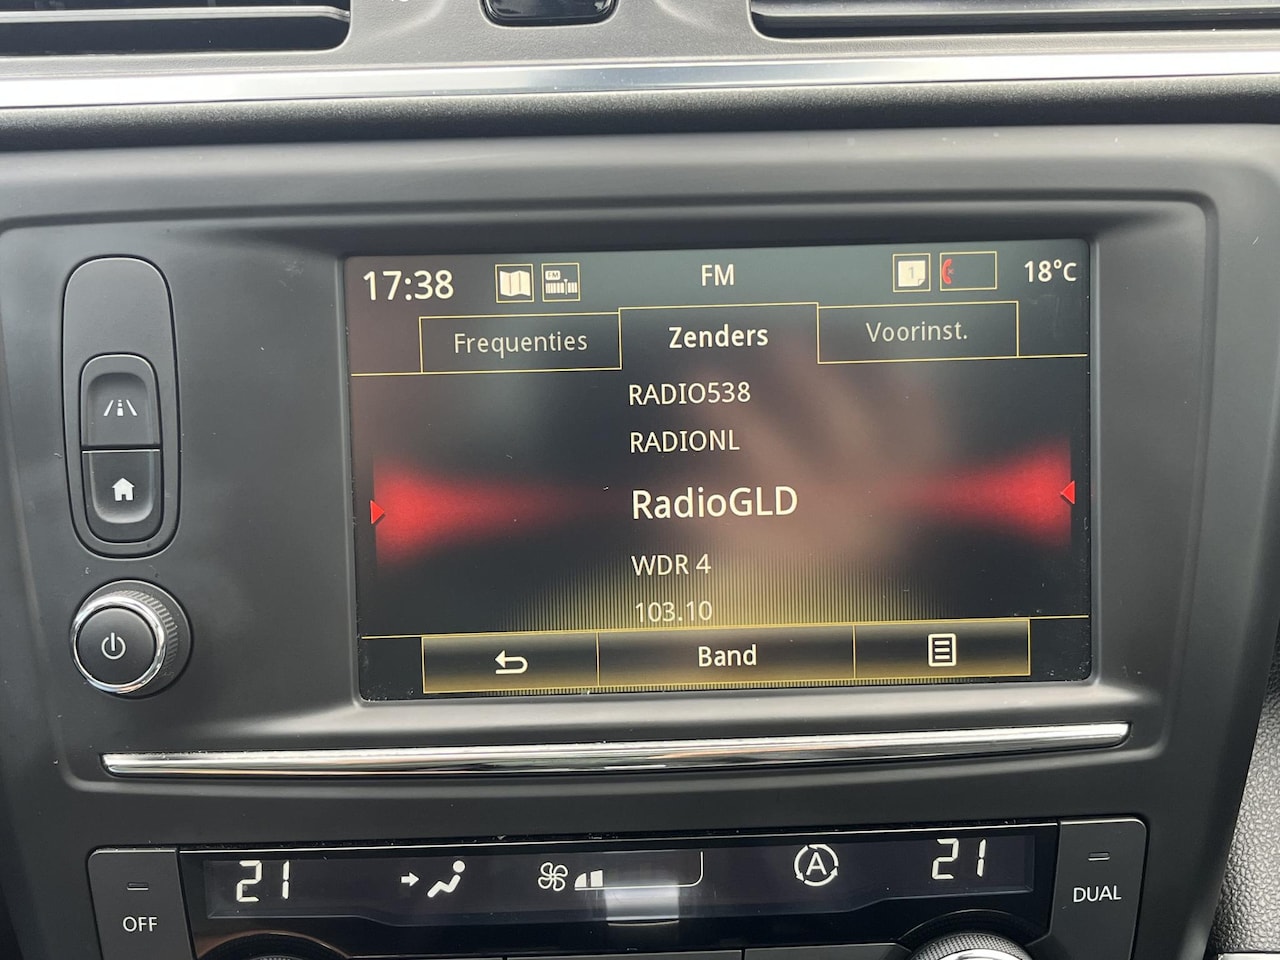 17:38 FM 1 18°C
Frequenties Zenders Voorinst.
RADIO538
RADIONL
RadioGLD
WDR 4
103.10
Band
21 A 21
OFF DUAL